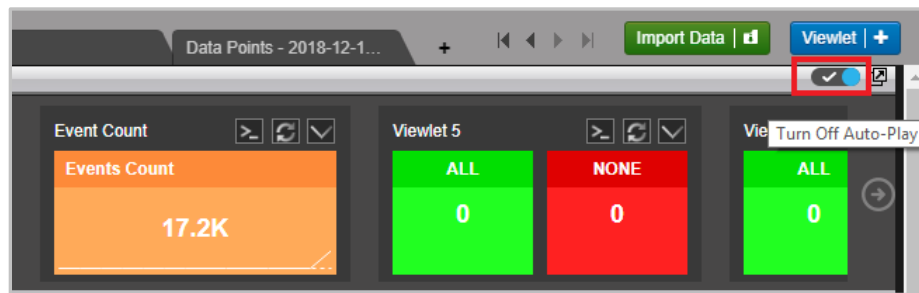 Data Points - 2018-12-1...
+
Import Data
Viewlet +
Event Count
Viewlet 5
Vie
Turn Off Auto-Play
Events Count
ALL
NONE
ALL
17.2K
0
0
0